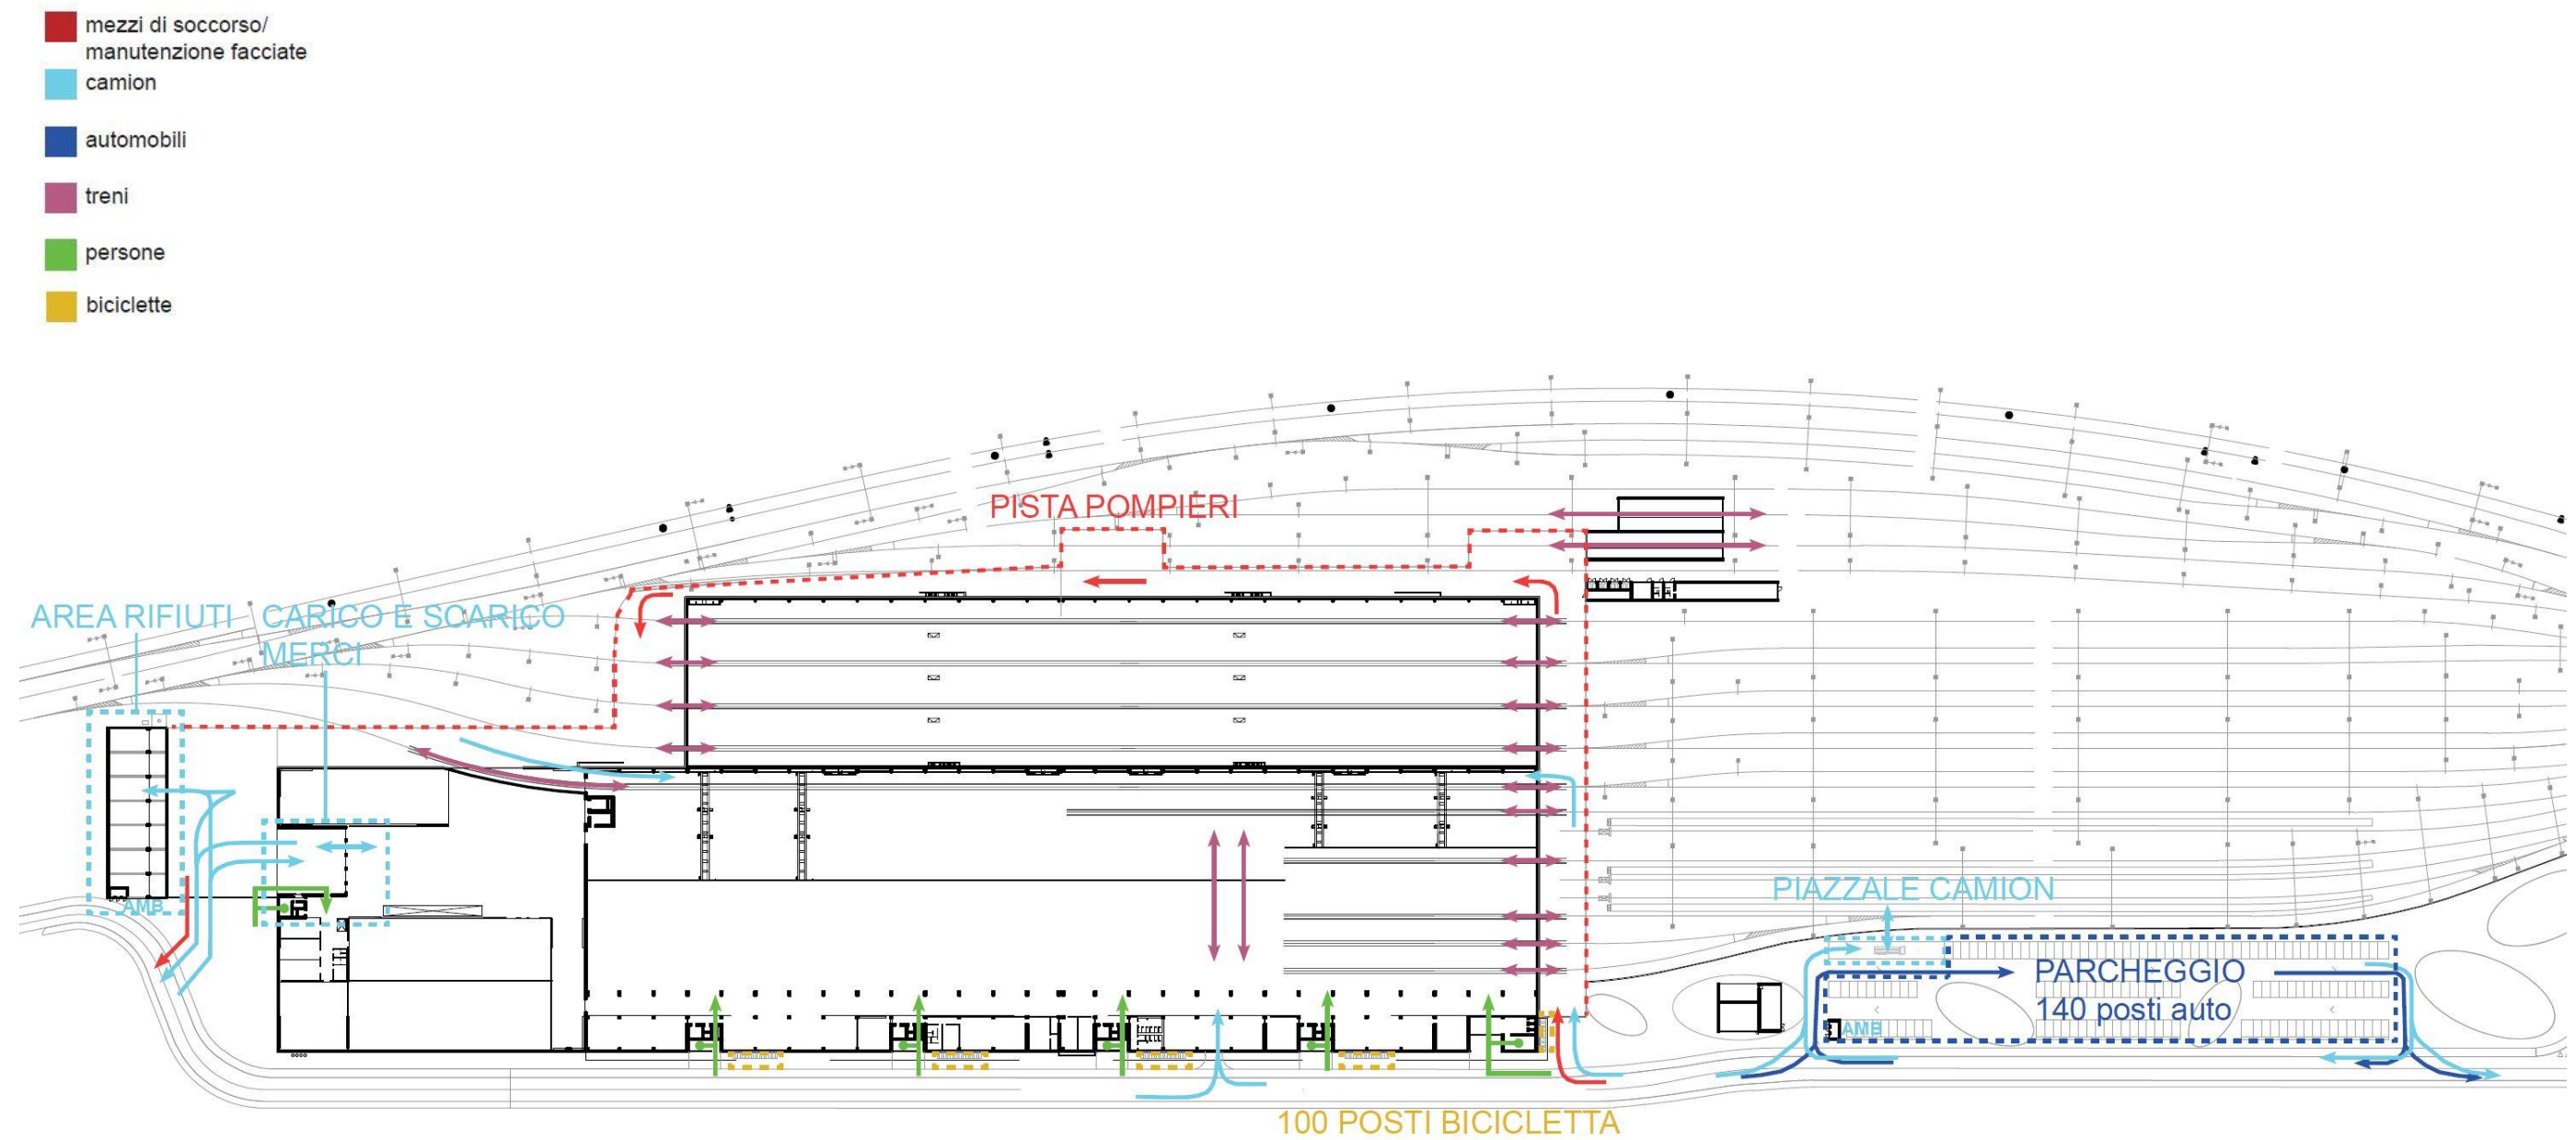 mezzi di soccorso/
manutenzione facciate
camion
automobili
treni
persone
biciclette
PISTA POMPIERI
AREA RIFIUTI
CARICO E SCARICO
MERCI
AMB
PIAZZALE CAMION
PARCHEGGIO
140 posti auto
AMB
100 POSTI BICICLETTA